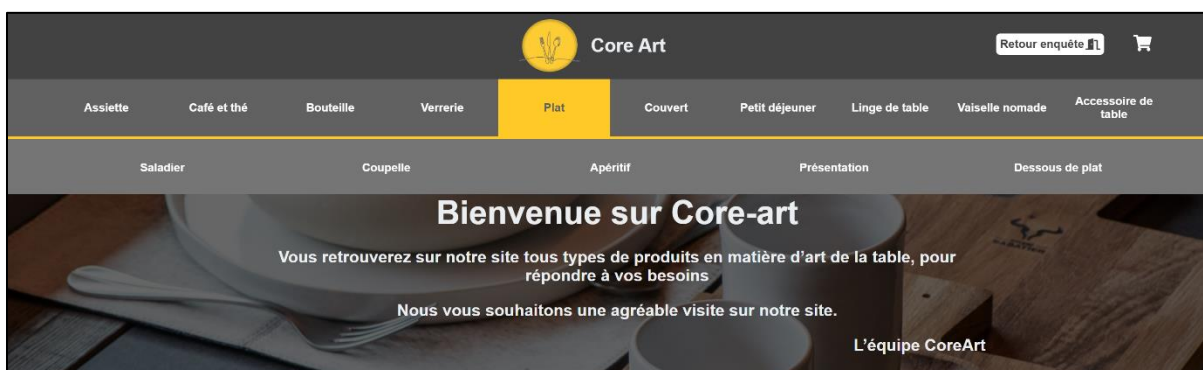 Core Art
Retour enquête
Assiette
Café et thé
Bouteille
Verrerie
Plat
Couvert
Petit déjeuner
Linge de table
Vaiselle nomade
Accessoire de
table
Saladier
Coupelle
Apéritif
Présentation
Dessous de plat
Bienvenue sur Core-art
Vous retrouverez sur notre site tous types de produits en matière d'art de la table, pour
répondre à vos besoins
Nous vous souhaitons une agréable visite sur notre site.
L'équipe CoreArt